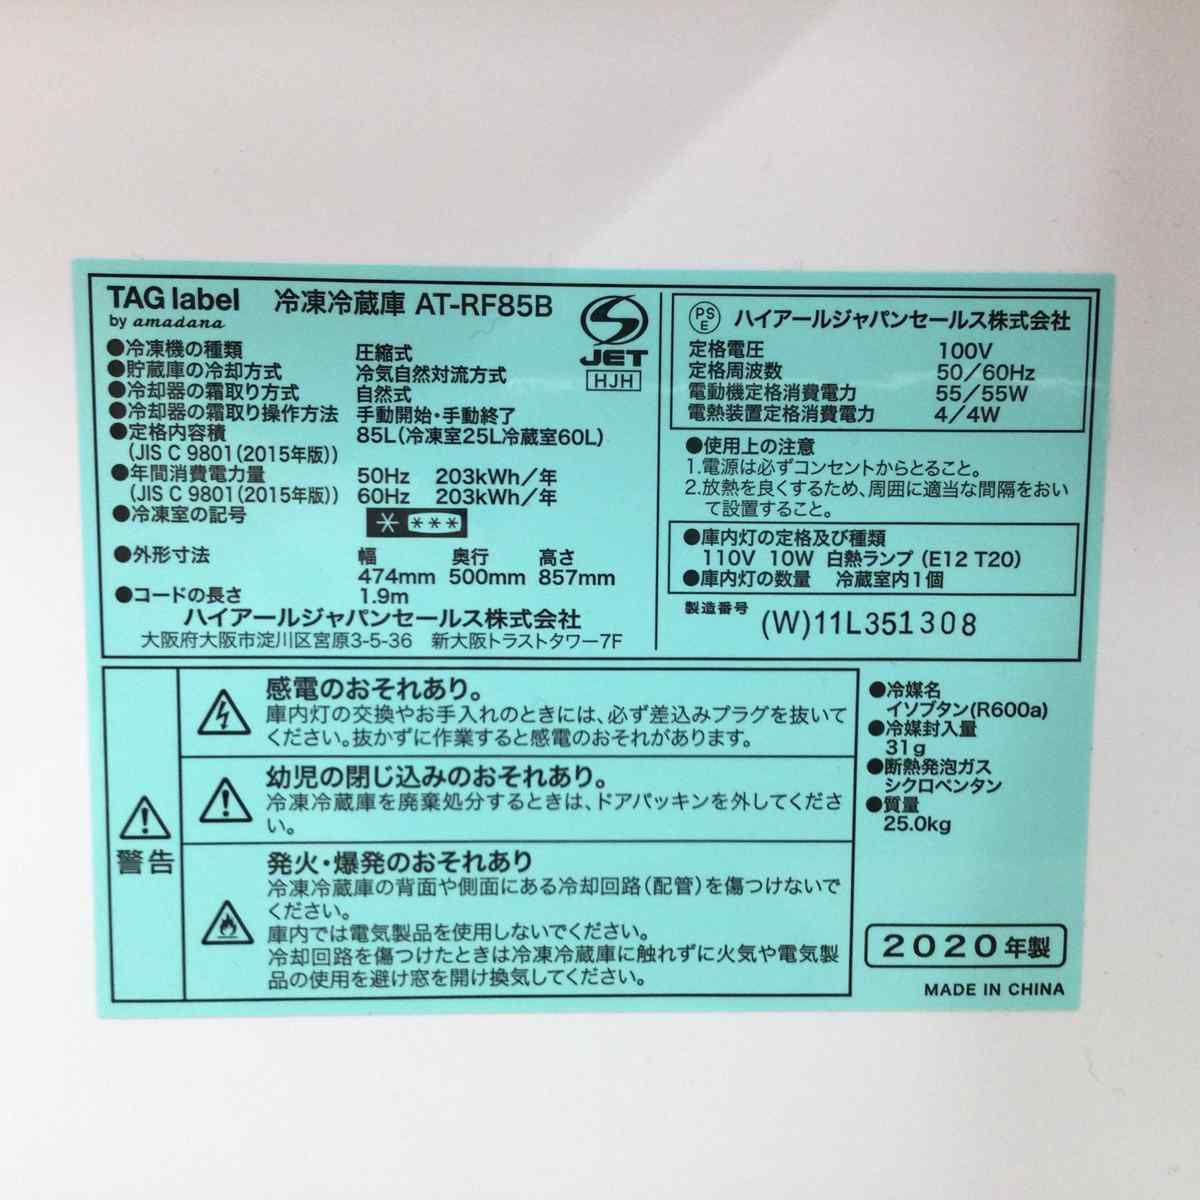 TAG label
by amadana
冷凍冷蔵庫 AT-RF85B
JET
HJH
●冷凍機の種類 圧縮式
●貯蔵庫の冷却方式 冷気自然対流方式
●冷却器の霜取り方式 自然式
●冷却器の霜取り操作方法 手動開始・手動終了
●定格内容積 85L(冷凍室25L冷蔵室60L)
(JIS C 9801(2015年版))
●年間消費電力量 50Hz 203kWh/年
(JIS C 9801(2015年版)) 60Hz 203kWh/年
●冷凍室の記号 * ***
●外形寸法 幅 奥行 高さ
474mm 500mm 857mm
●コードの長さ 1.9m
ハイアールジャパンセールス株式会社
大阪府大阪市淀川区宮原3-5-36 新大阪トラストタワー7F
PSE ハイアールジャパンセールス株式会社
定格電圧 100V
定格周波数 50/60Hz
電動機定格消費電力 55/55W
電熱装置定格消費電力 4/4W
●使用上の注意
1.電源は必ずコンセントからとること。
2.放熱を良くするため、周囲に適当な間隔をおい
て設置すること。
●庫内灯の定格及び種類
110V 10W 白熱ランプ(E12 T20)
●庫内灯の数量 冷蔵室内1個
製造番号 (W)11L351308
警告
感電のおそれあり。
庫内灯の交換やお手入れのときには、必ず差込みプラグを抜いて
ください。抜かずに作業すると感電のおそれがあります。
幼児の閉じ込みのおそれあり。
冷凍冷蔵庫を廃棄処分するときは、ドアパッキンを外してくださ
い。
発火・爆発のおそれあり
冷凍冷蔵庫の背面や側面にある冷却回路(配管)を傷つけないで
ください。
庫内では電気製品を使用しないでください。
冷却回路を傷つけたときは冷凍冷蔵庫に触れずに火気や電気製
品の使用を避け窓を開け換気してください。
●冷媒名
イソブタン(R600a)
●冷媒封入量
31g
●断熱発泡ガス
シクロペンタン
●質量
25.0kg
2020年製
MADE IN CHINA